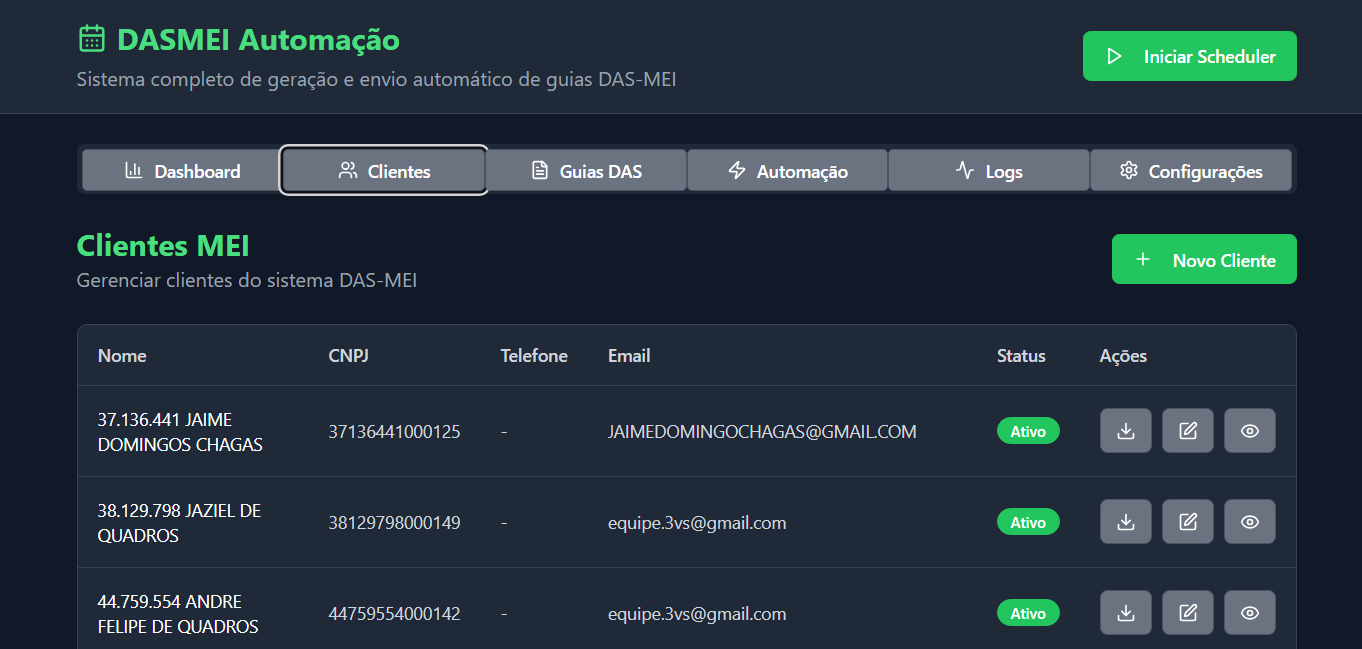 DASMEI Automação
Sistema completo de geração e envio automático de guias DAS-MEI
Iniciar Scheduler
Dashboard
Clientes
Guias DAS
Automação
Logs
Configurações
Clientes MEI
Gerenciar clientes do sistema DAS-MEI
Novo Cliente
Nome CNPJ Telefone Email Status Ações
37.136.441 JAIME
DOMINGOS CHAGAS
37136441000125 - JAIMEDOMINGOCHAGAS@GMAIL.COM Ativo
38.129.798 JAZIEL DE
QUADROS
38129798000149 - equipe.3vs@gmail.com Ativo
44.759.554 ANDRE
FELIPE DE QUADROS
44759554000142 - equipe.3vs@gmail.com Ativo